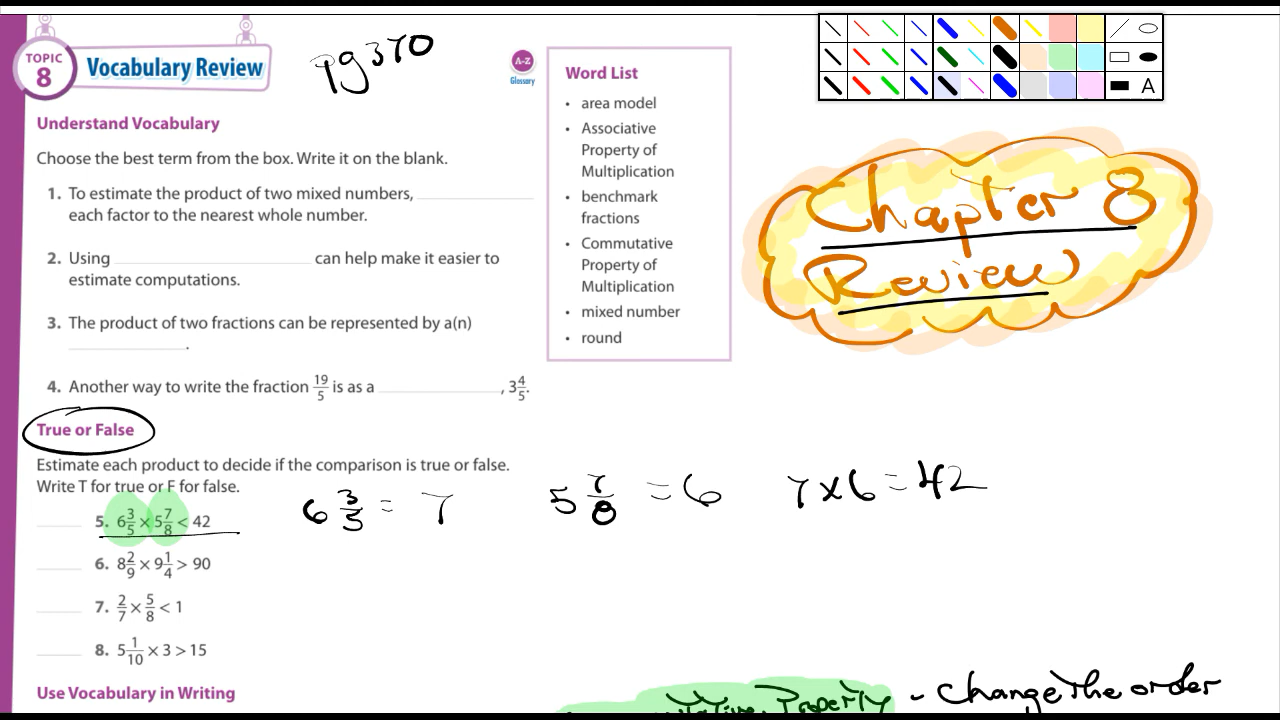 TOPIC
8
Vocabulary Review
pg 370
A-Z
Glossary
Understand Vocabulary
Choose the best term from the box. Write it on the blank.
1. To estimate the product of two mixed numbers, ____________
each factor to the nearest whole number.
2. Using ____________ can help make it easier to
estimate computations.
3. The product of two fractions can be represented by a(n)
____________.
4. Another way to write the fraction 19/5 is as a ____________, 3 4/5.
Word List
• area model
• Associative
Property of
Multiplication
• benchmark
fractions
• Commutative
Property of
Multiplication
• mixed number
• round
A
Chapter 8
Review
True or False
Estimate each product to decide if the comparison is true or false.
Write T for true or F for false.
_____ 5. 6 3/5 × 5 7/8 < 42
6 3/5 = 7
5 7/8 = 6
7 x 6 = 42
_____ 6. 8 2/9 × 9 1/4 > 90
_____ 7. 2/7 × 5/8 < 1
_____ 8. 5 1/10 × 3 > 15
Use Vocabulary in Writing
Property - Change The order